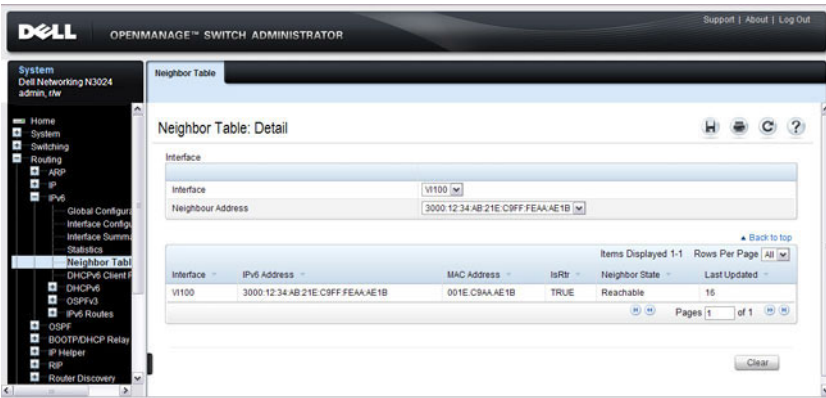 Support | About | Log Out
DELL OPENMANAGE™ SWITCH ADMINISTRATOR
System
Dell Networking N3024
admin, r/w
Neighbor Table
Home
System
Switching
Routing
ARP
IP
IPv6
Global Configura
Interface Configu
Interface Summa
Statistics
Neighbor Tabl
DHCPv6 Client P
DHCPv6
OSPFv3
IPv6 Routes
OSPF
BOOTP/DHCP Relay
IP Helper
RIP
Router Discovery
Neighbor Table: Detail
Interface
Interface Vl100
Neighbour Address 3000:12:34:AB:21E:C9FF:FEAA:AE1B
Back to top
Items Displayed 1-1 Rows Per Page All
Interface IPv6 Address MAC Address IsRtr Neighbor State Last Updated
Vl100 3000:12:34:AB:21E:C9FF:FEAA:AE1B 001E.C9AA.AE1B TRUE Reachable 16
Pages 1 of 1
Clear